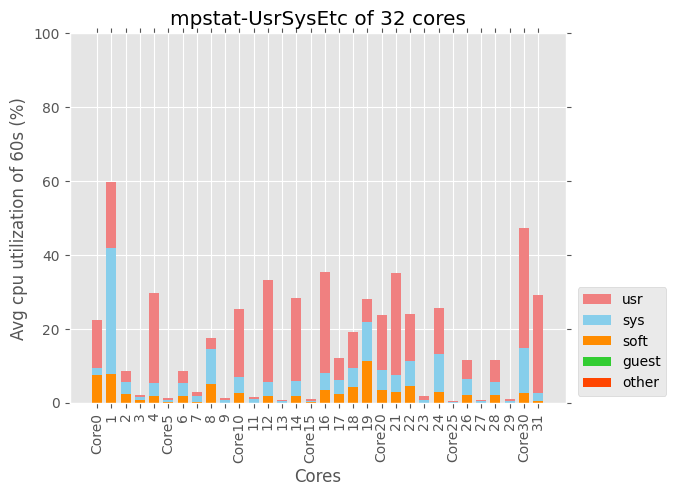 mpstat-UsrSysEtc of 32 cores
Avg cpu utilization of 60s (%)
100
80
60
40
20
0
Core0
1
2
3
4
Core5
6
7
8
9
Core10
11
12
13
14
Core15
16
17
18
19
Core20
21
22
23
24
Core25
26
27
28
29
Core30
31
Cores
usr
sys
soft
guest
other